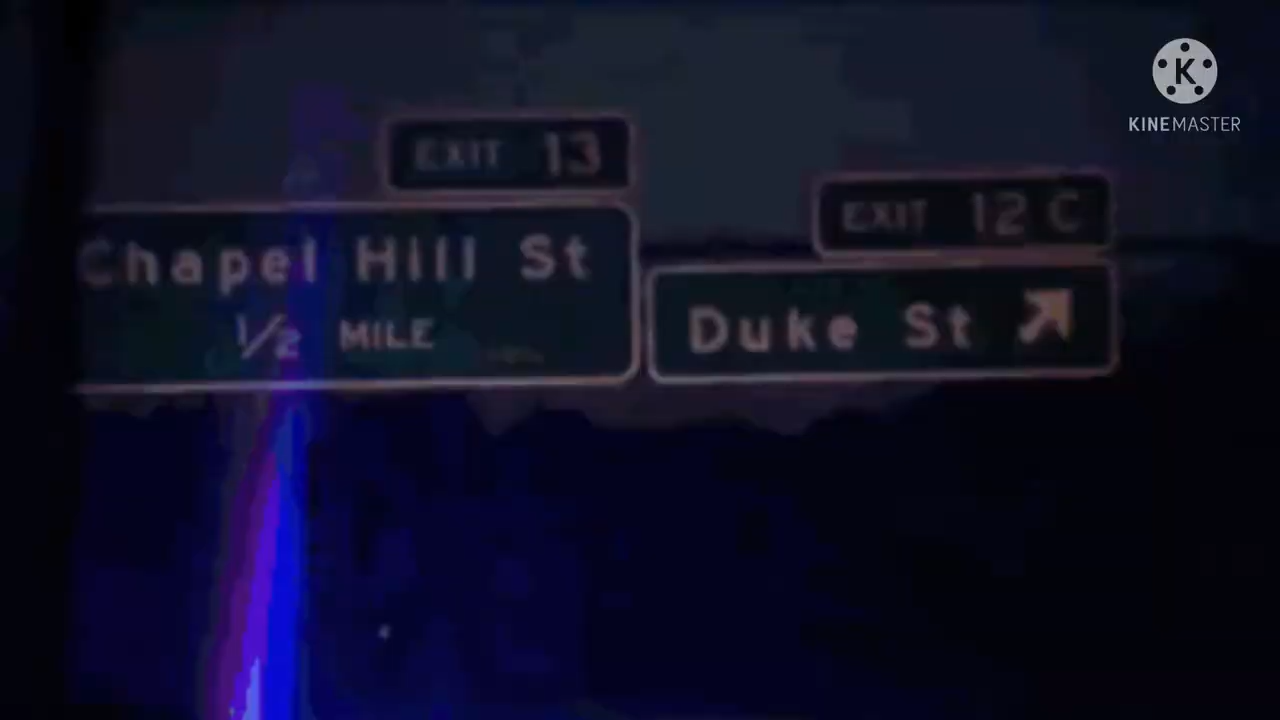 EXIT 13
Chapel Hill St
1/2 MILE
EXIT 12 C
Duke St
K
KINEMASTER